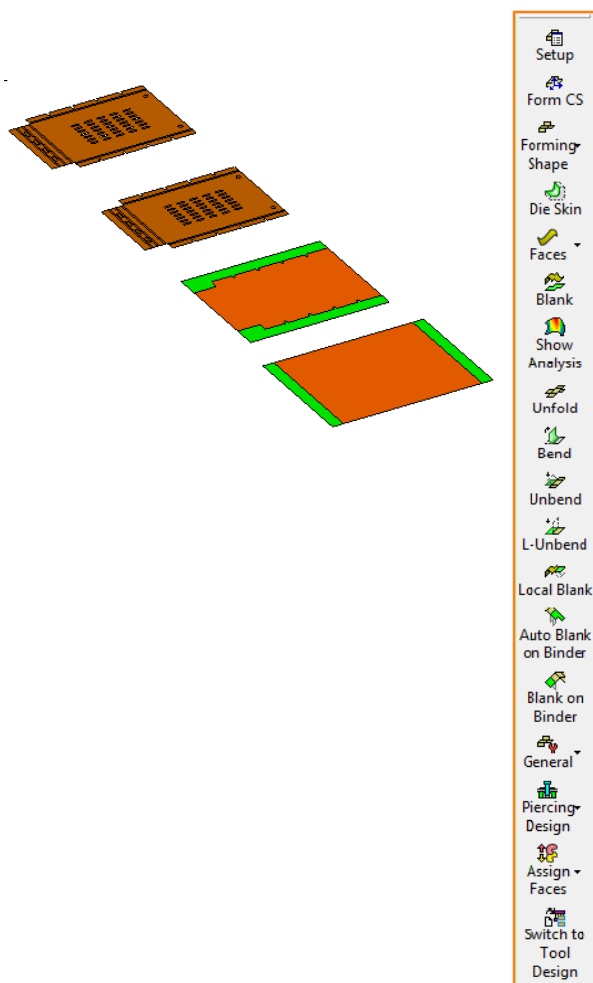 Setup
Form CS
Forming
Shape
Die Skin
Faces
Blank
Show
Analysis
Unfold
Bend
Unbend
L-Unbend
Local Blank
Auto Blank
on Binder
Blank on
Binder
General
Piercing
Design
Assign
Faces
Switch to
Tool
Design